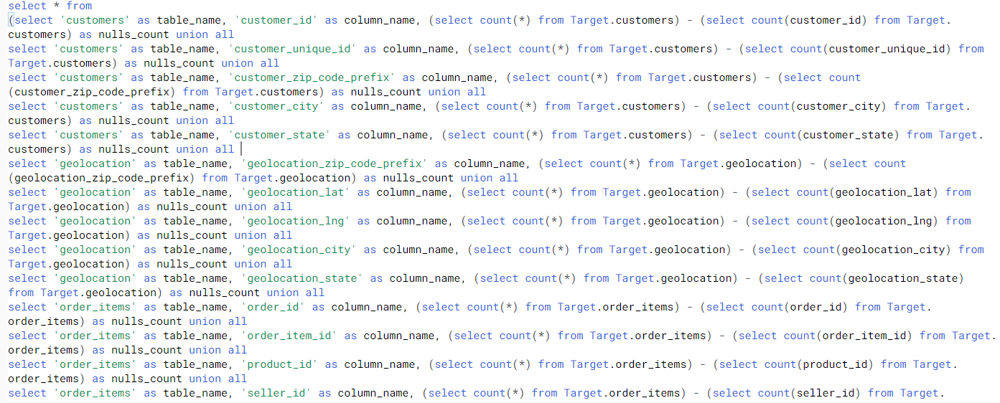 select * from
(select 'customers' as table_name, 'customer_id' as column_name, (select count(*) from Target.customers) - (select count(customer_id) from Target.
customers) as nulls_count union all
select 'customers' as table_name, 'customer_unique_id' as column_name, (select count(*) from Target.customers) - (select count(customer_unique_id) from
Target.customers) as nulls_count union all
select 'customers' as table_name, 'customer_zip_code_prefix' as column_name, (select count(*) from Target.customers) - (select count
(customer_zip_code_prefix) from Target.customers) as nulls_count union all
select 'customers' as table_name, 'customer_city' as column_name, (select count(*) from Target.customers) - (select count(customer_city) from Target.
customers) as nulls_count union all
select 'customers' as table_name, 'customer_state' as column_name, (select count(*) from Target.customers) - (select count(customer_state) from Target.
customers) as nulls_count union all
select 'geolocation' as table_name, 'geolocation_zip_code_prefix' as column_name, (select count(*) from Target.geolocation) - (select count
(geolocation_zip_code_prefix) from Target.geolocation) as nulls_count union all
select 'geolocation' as table_name, 'geolocation_lat' as column_name, (select count(*) from Target.geolocation) - (select count(geolocation_lat) from
Target.geolocation) as nulls_count union all
select 'geolocation' as table_name, 'geolocation_lng' as column_name, (select count(*) from Target.geolocation) - (select count(geolocation_lng) from
Target.geolocation) as nulls_count union all
select 'geolocation' as table_name, 'geolocation_city' as column_name, (select count(*) from Target.geolocation) - (select count(geolocation_city) from
Target.geolocation) as nulls_count union all
select 'geolocation' as table_name, 'geolocation_state' as column_name, (select count(*) from Target.geolocation) - (select count(geolocation_state)
from Target.geolocation) as nulls_count union all
select 'order_items' as table_name, 'order_id' as column_name, (select count(*) from Target.order_items) - (select count(order_id) from Target.
order_items) as nulls_count union all
select 'order_items' as table_name, 'order_item_id' as column_name, (select count(*) from Target.order_items) - (select count(order_item_id) from Target.
order_items) as nulls_count union all
select 'order_items' as table_name, 'product_id' as column_name, (select count(*) from Target.order_items) - (select count(product_id) from Target.
order_items) as nulls_count union all
select 'order_items' as table_name, 'seller_id' as column_name, (select count(*) from Target.order_items) - (select count(seller_id) from Target.